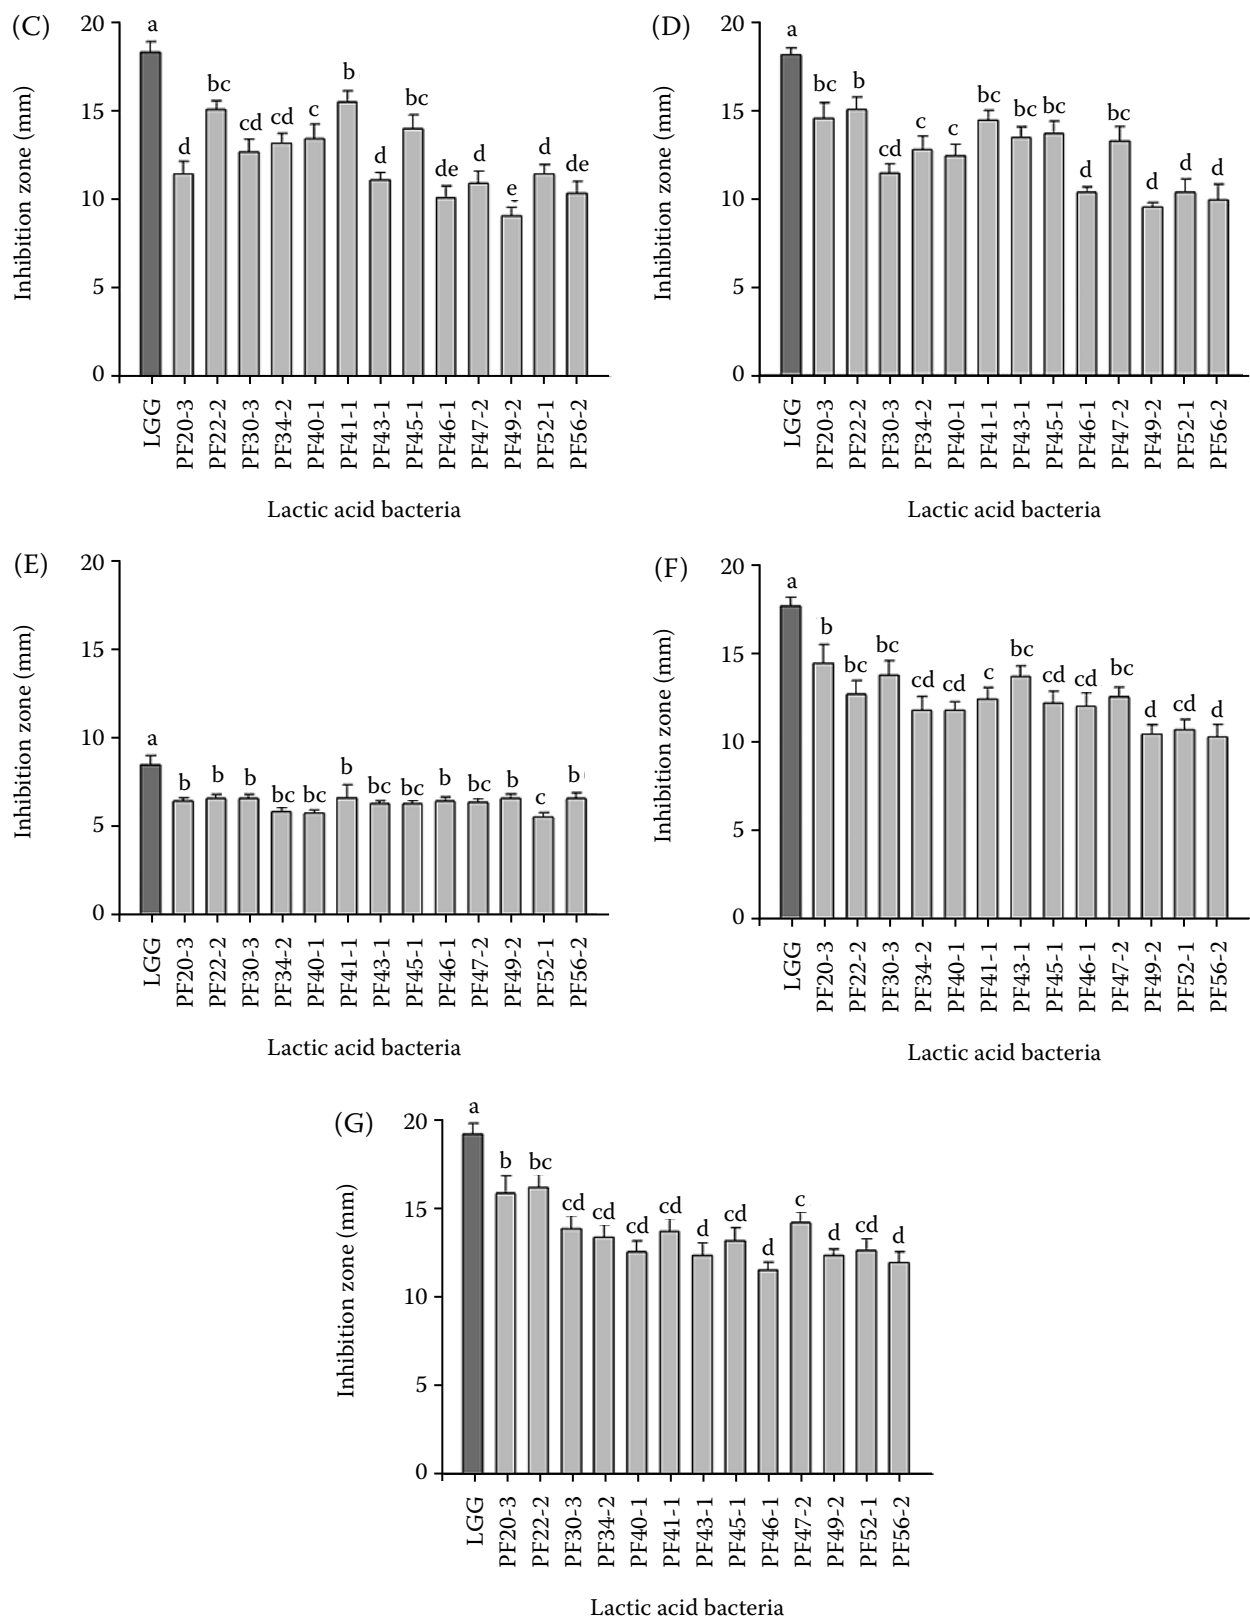 (C)
Inhibition zone (mm)
20
15
10
5
0
a
d
bc
cd
cd
c
b
d
bc
de
d
e
d
de
LGG
PF20-3
PF22-2
PF30-3
PF34-2
PF40-1
PF41-1
PF43-1
PF45-1
PF46-1
PF47-2
PF49-2
PF52-1
PF56-2
Lactic acid bacteria
(D)
Inhibition zone (mm)
20
15
10
5
0
a
bc
b
cd
c
c
bc
bc
bc
d
bc
d
d
d
LGG
PF20-3
PF22-2
PF30-3
PF34-2
PF40-1
PF41-1
PF43-1
PF45-1
PF46-1
PF47-2
PF49-2
PF52-1
PF56-2
Lactic acid bacteria
(E)
Inhibition zone (mm)
20
15
10
5
0
a
b
b
b
bc
bc
b
bc
bc
b
bc
b
c
b
LGG
PF20-3
PF22-2
PF30-3
PF34-2
PF40-1
PF41-1
PF43-1
PF45-1
PF46-1
PF47-2
PF49-2
PF52-1
PF56-2
Lactic acid bacteria
(F)
Inhibition zone (mm)
20
15
10
5
0
a
b
bc
bc
cd
cd
c
bc
cd
cd
bc
d
cd
d
LGG
PF20-3
PF22-2
PF30-3
PF34-2
PF40-1
PF41-1
PF43-1
PF45-1
PF46-1
PF47-2
PF49-2
PF52-1
PF56-2
Lactic acid bacteria
(G)
Inhibition zone (mm)
20
15
10
5
0
a
b
bc
cd
cd
cd
cd
d
cd
d
c
d
cd
d
LGG
PF20-3
PF22-2
PF30-3
PF34-2
PF40-1
PF41-1
PF43-1
PF45-1
PF46-1
PF47-2
PF49-2
PF52-1
PF56-2
Lactic acid bacteria